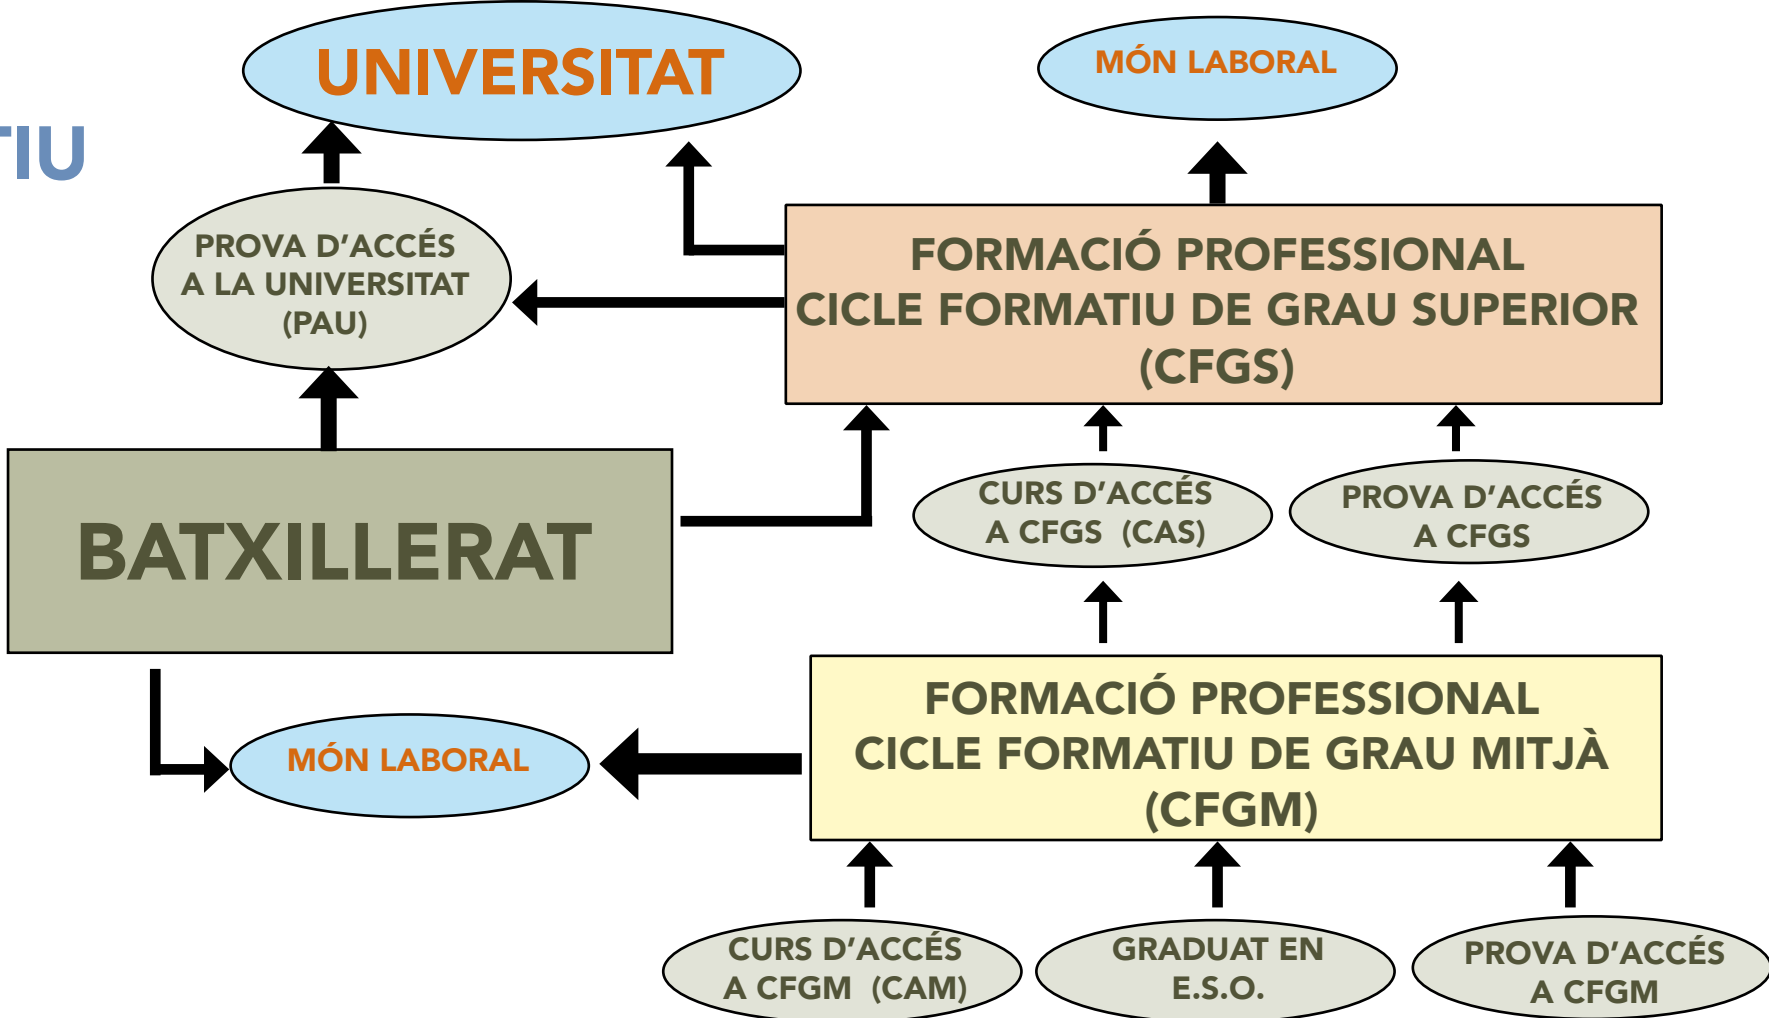 UNIVERSITAT
MÓN LABORAL
TIU
PROVA D'ACCÉS
A LA UNIVERSITAT
(PAU)
FORMACIÓ PROFESSIONAL
CICLE FORMATIU DE GRAU SUPERIOR
(CFGS)
BATXILLERAT
CURS D'ACCÉS
A CFGS (CAS)
PROVA D'ACCÉS
A CFGS
MÓN LABORAL
FORMACIÓ PROFESSIONAL
CICLE FORMATIU DE GRAU MITJÀ
(CFGM)
CURS D'ACCÉS
A CFGM (CAM)
GRADUAT EN
E.S.O.
PROVA D'ACCÉS
A CFGM